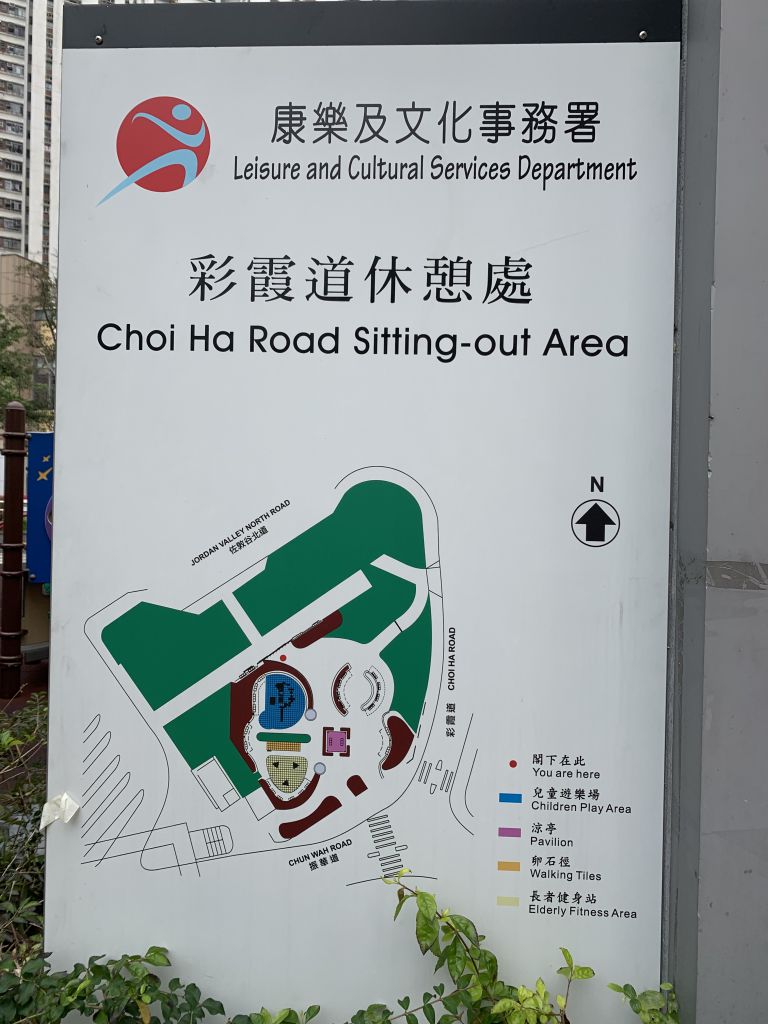 康樂及文化事務署
Leisure and Cultural Services Department
彩霞道休憩處
Choi Ha Road Sitting-out Area
N
JORDAN VALLEY NORTH ROAD
佐敦谷北道
彩霞道 CHOI HA ROAD
CHUN WAH ROAD
振華道
閣下在此
You are here
兒童遊樂場
Children Play Area
涼亭
Pavilion
卵石徑
Walking Tiles
長者健身站
Elderly Fitness Area